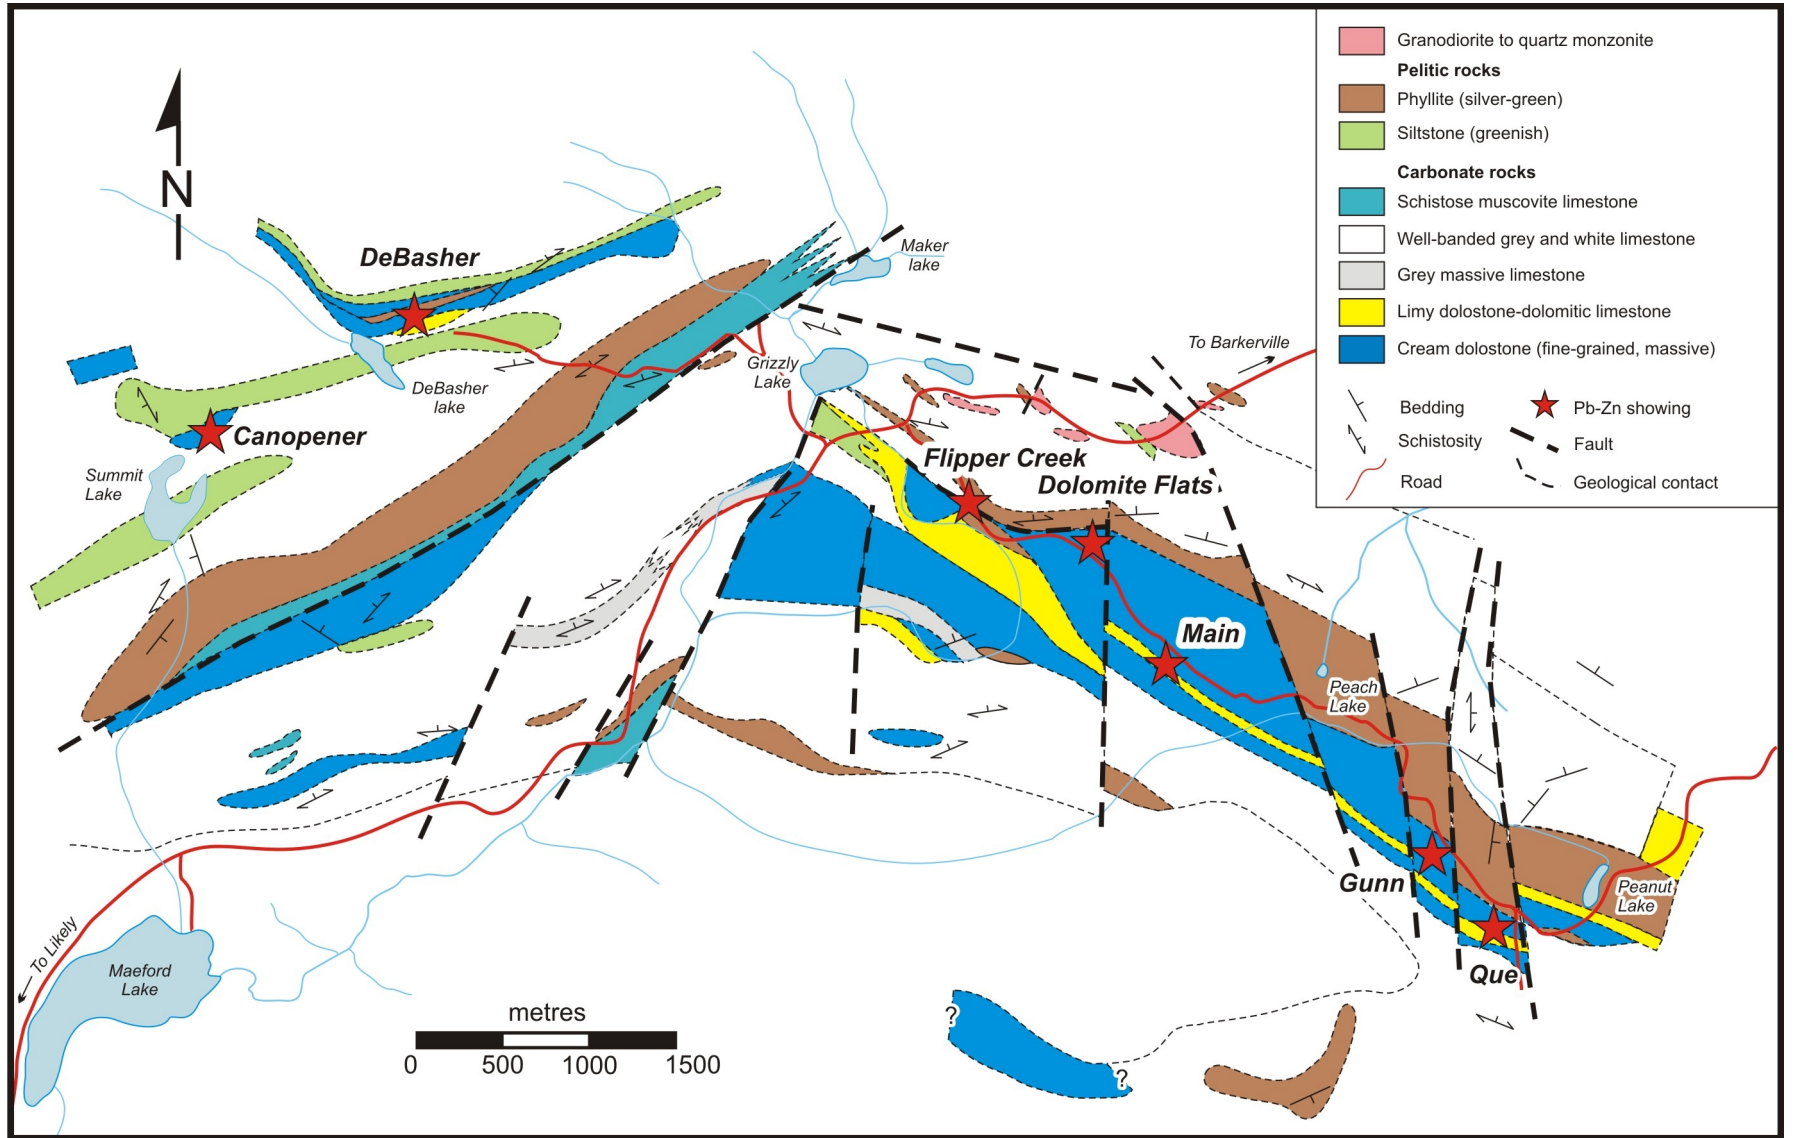 Granodiorite to quartz monzonite
Pelitic rocks
Phyllite (silver-green)
Siltstone (greenish)
Carbonate rocks
Schistose muscovite limestone
Well-banded grey and white limestone
Grey massive limestone
Limy dolostone-dolomitic limestone
Cream dolostone (fine-grained, massive)
Bedding
Pb-Zn showing
Schistosity
Fault
Road
Geological contact
N
DeBasher
Maker
lake
To Barkerville
Grizzly
Lake
DeBasher
lake
Canopener
Summit
Lake
Flipper Creek
Dolomite Flats
Main
Peach
Lake
Gunn
Peanut
Lake
Que
To Likely
Maeford
Lake
metres
0 500 1000 1500
?
?